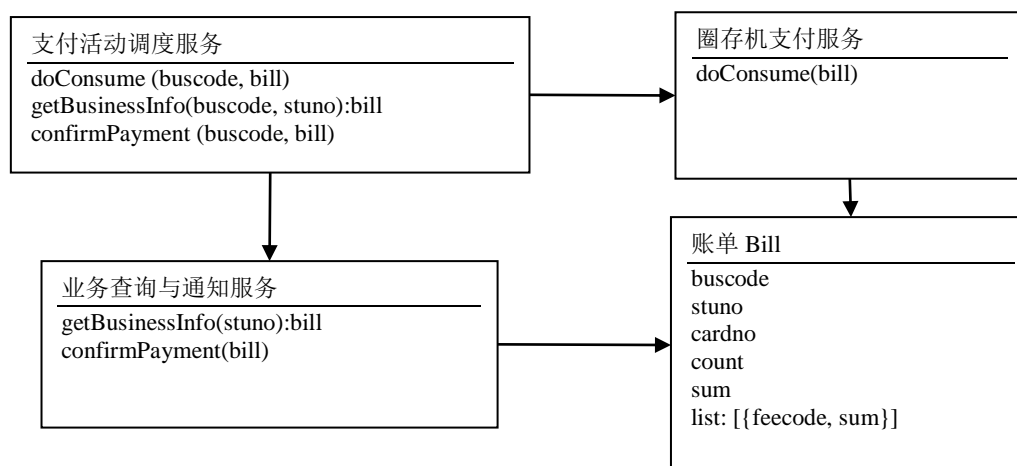 支付活动调度服务
doConsume (buscode, bill)
getBusinessInfo(buscode, stuno):bill
confirmPayment (buscode, bill)
圈存机支付服务
doConsume(bill)
业务查询与通知服务
getBusinessInfo(stuno):bill
confirmPayment(bill)
账单 Bill
buscode
stuno
cardno
count
sum
list: [{feecode, sum}]